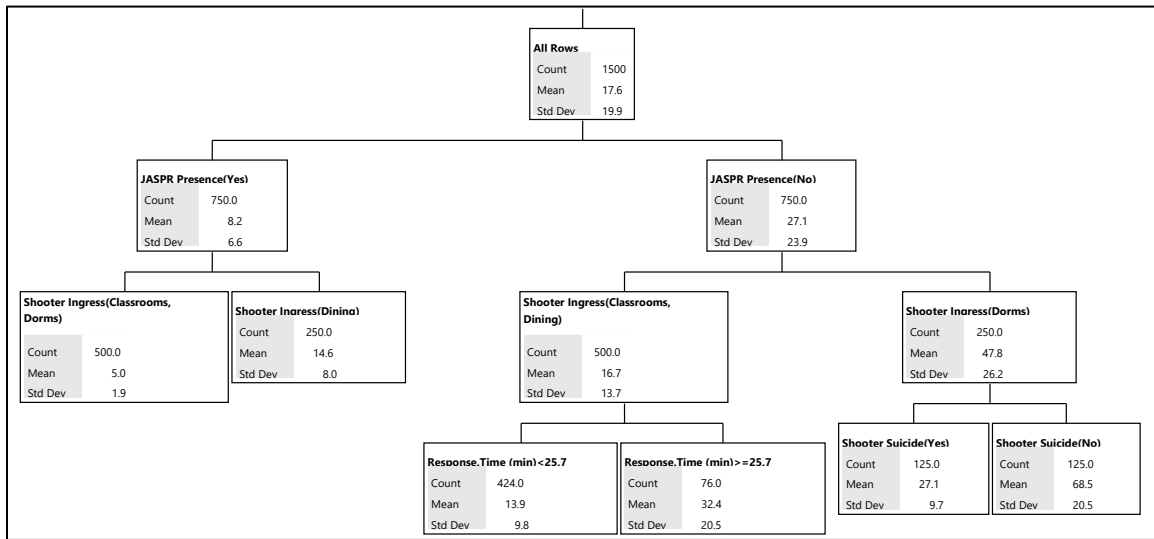 All Rows
Count 1500
Mean 17.6
Std Dev 19.9
JASPR Presence(Yes)
Count 750.0
Mean 8.2
Std Dev 6.6
JASPR Presence(No)
Count 750.0
Mean 27.1
Std Dev 23.9
Shooter Ingress(Classrooms,
Dorms)
Count 500.0
Mean 5.0
Std Dev 1.9
Shooter Ingress(Dining)
Count 250.0
Mean 14.6
Std Dev 8.0
Shooter Ingress(Classrooms,
Dining)
Count 500.0
Mean 16.7
Std Dev 13.7
Shooter Ingress(Dorms)
Count 250.0
Mean 47.8
Std Dev 26.2
Response.Time (min)<25.7
Count 424.0
Mean 13.9
Std Dev 9.8
Response.Time (min)>=25.7
Count 76.0
Mean 32.4
Std Dev 20.5
Shooter Suicide(Yes)
Count 125.0
Mean 27.1
Std Dev 9.7
Shooter Suicide(No)
Count 125.0
Mean 68.5
Std Dev 20.5